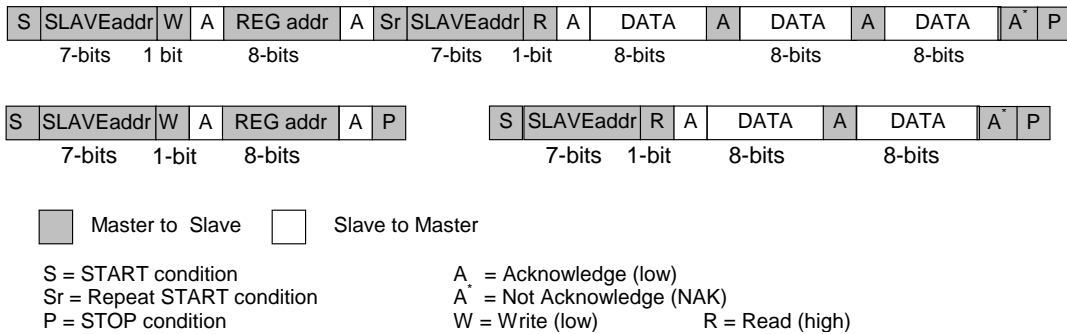 S SLAVEaddr W A REG addr A Sr SLAVEaddr R A DATA A DATA A DATA A* P
7-bits 1 bit 8-bits 7-bits 1-bit 8-bits 8-bits 8-bits
S SLAVEaddr W A REG addr A P S SLAVEaddr R A DATA A DATA A* P
7-bits 1-bit 8-bits 7-bits 1-bit 8-bits 8-bits
Master to Slave Slave to Master
S = START condition A = Acknowledge (low)
Sr = Repeat START condition A* = Not Acknowledge (NAK)
P = STOP condition W = Write (low) R = Read (high)